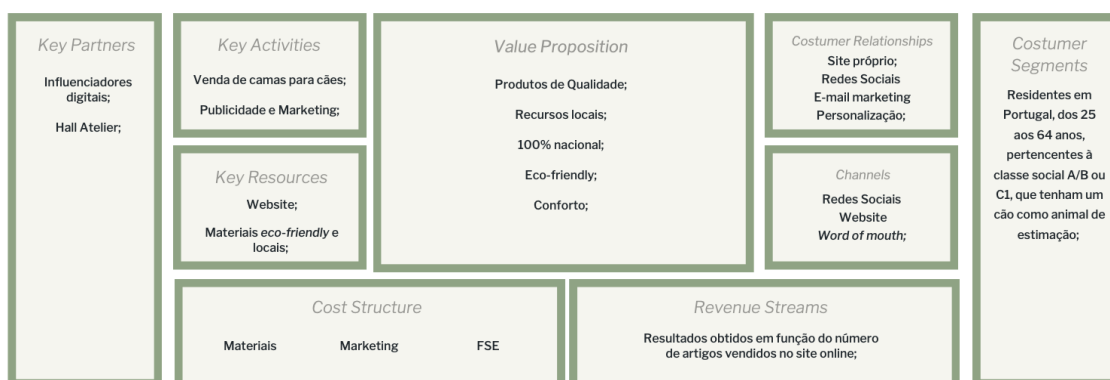 Key Partners
Influenciadores
digitais;
Hall Atelier;
Key Activities
Venda de camas para cães;
Publicidade e Marketing;
Key Resources
Website;
Materiais eco-friendly e
locais;
Value Proposition
Produtos de Qualidade;
Recursos locais;
100% nacional;
Eco-friendly;
Conforto;
Costumer Relationships
Site próprio;
Redes Sociais
E-mail marketing
Personalização;
Channels
Redes Sociais
Website
Word of mouth;
Costumer
Segments
Residentes em
Portugal, dos 25
aos 64 anos,
pertencentes à
classe social A/B ou
C1, que tenham um
cão como animal de
estimação;
Cost Structure
Materiais Marketing FSE
Revenue Streams
Resultados obtidos em função do número
de artigos vendidos no site online;